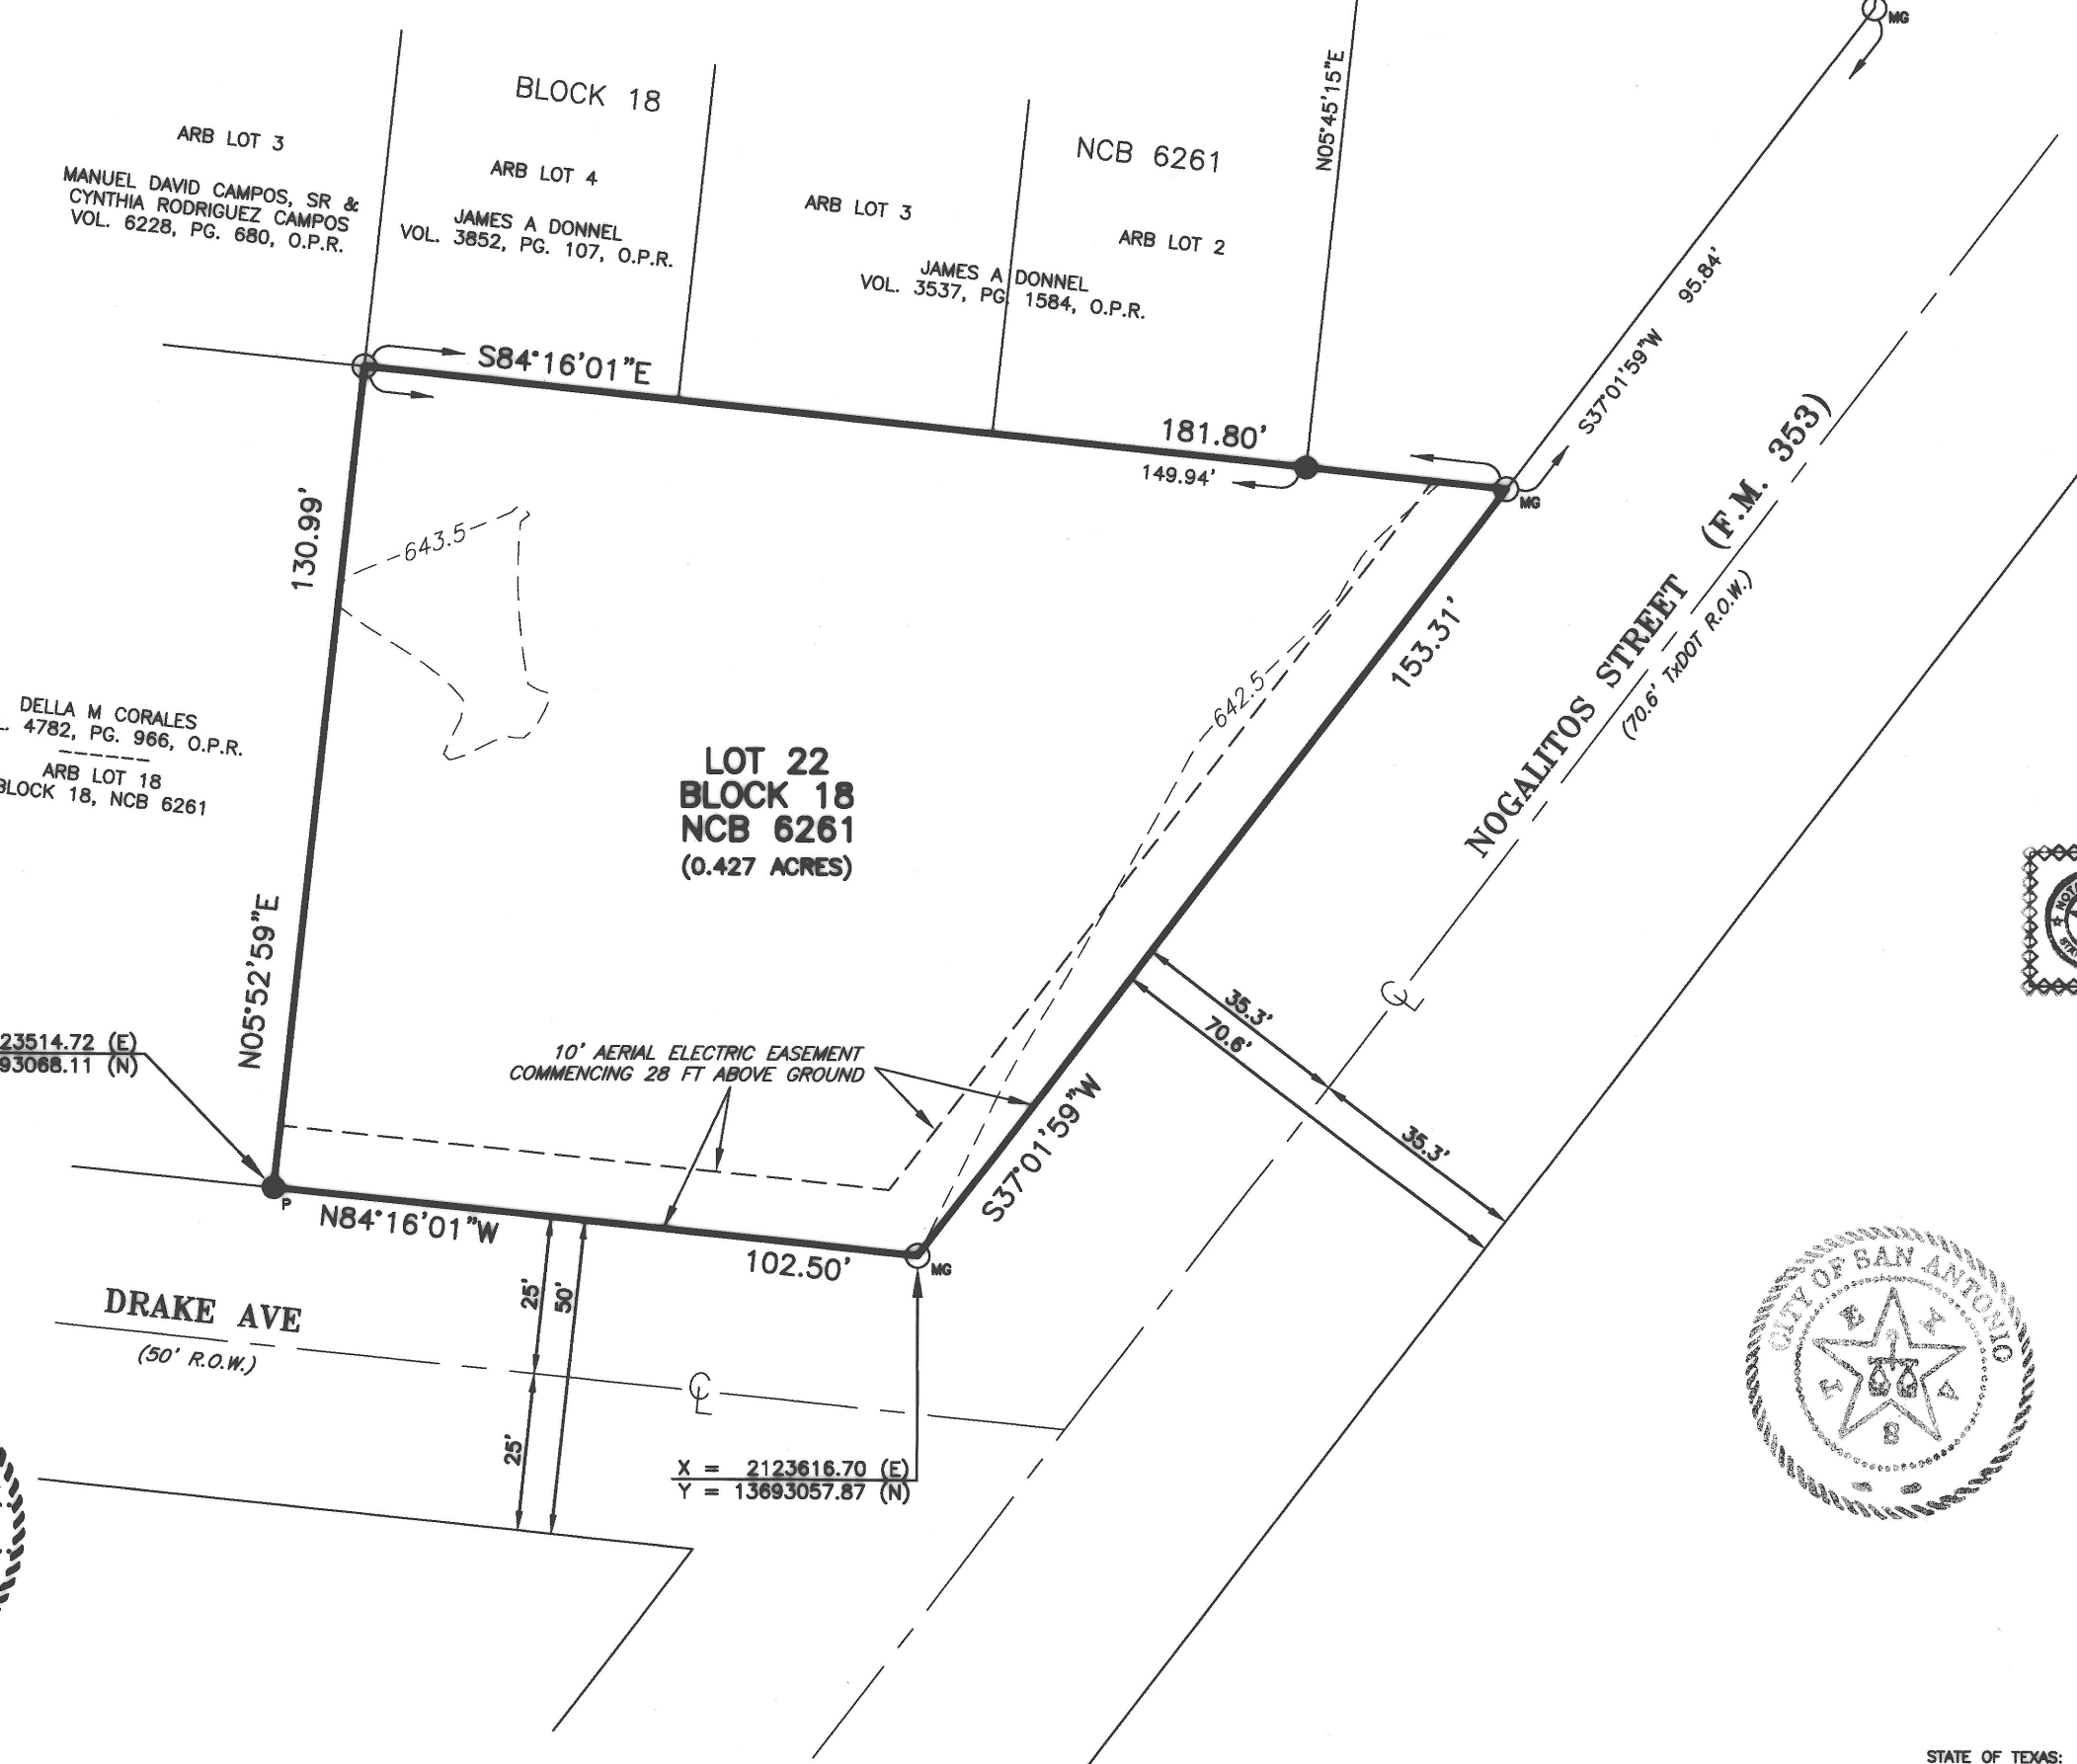 MG
BLOCK 18
N05°45'15"E
ARB LOT 3
NCB 6261
MANUEL DAVID CAMPOS, SR &
CYNTHIA RODRIGUEZ CAMPOS
VOL. 6228, PG. 680, O.P.R.
ARB LOT 4
JAMES A DONNEL
VOL. 3852, PG. 107, O.P.R.
ARB LOT 3
ARB LOT 2
JAMES A DONNEL
VOL. 3537, PG. 1584, O.P.R.
95.84'
S37°01'59"W
S84°16'01"E
181.80'
149.94'
MG
130.99'
643.5
153.31'
642.5
NOGALITOS STREET (F.M. 353)
(70.6' TxDOT R.O.W.)
DELLA M CORALES
4782, PG. 966, O.P.R.
ARB LOT 18
BLOCK 18, NCB 6261
LOT 22
BLOCK 18
NCB 6261
(0.427 ACRES)
N05°52'59"E
CL
35.3'
70.6'
35.3'
23514.72 (E)
93068.11 (N)
10' AERIAL ELECTRIC EASEMENT
COMMENCING 28 FT ABOVE GROUND
S37°01'59"W
P
N84°16'01"W
102.50'
MG
25'
50'
DRAKE AVE
(50' R.O.W.)
CL
25'
X = 2123616.70 (E)
Y = 13693057.87 (N)
CITY OF SAN ANTONIO
TEXAS
STATE OF TEXAS: